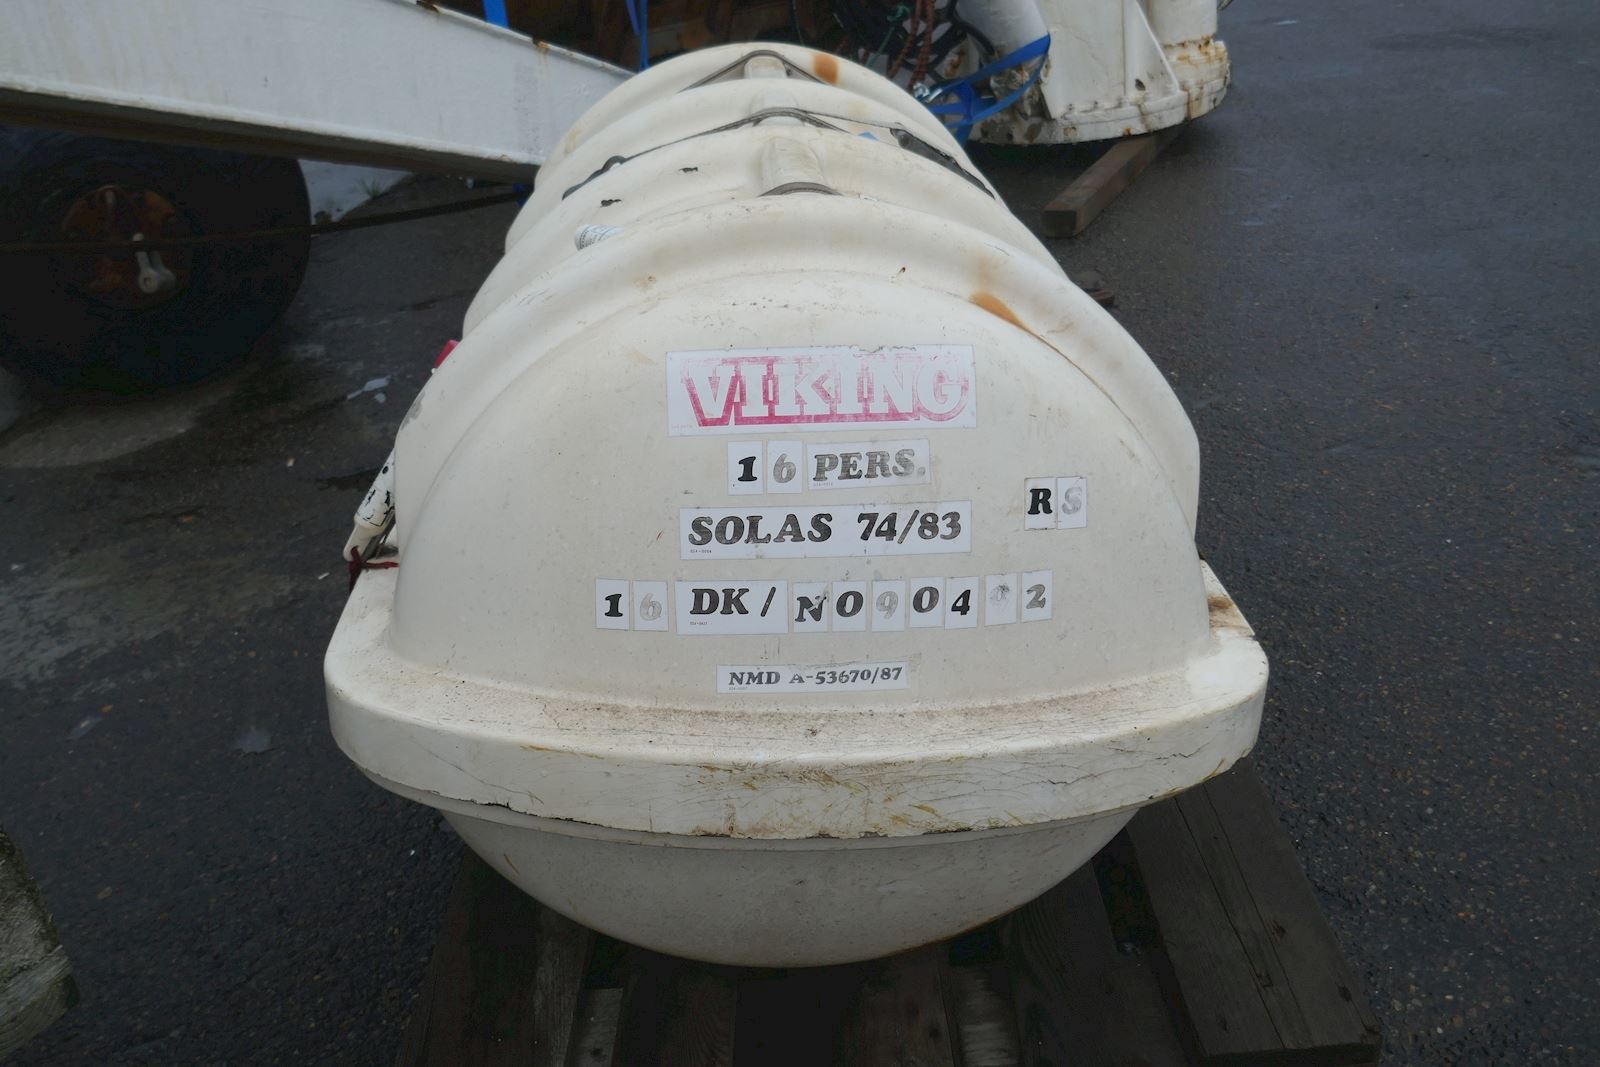 VIKING
16 PERS.
RS
SOLAS 74/83
16 DK/NO904 2
NMD A-53670/87